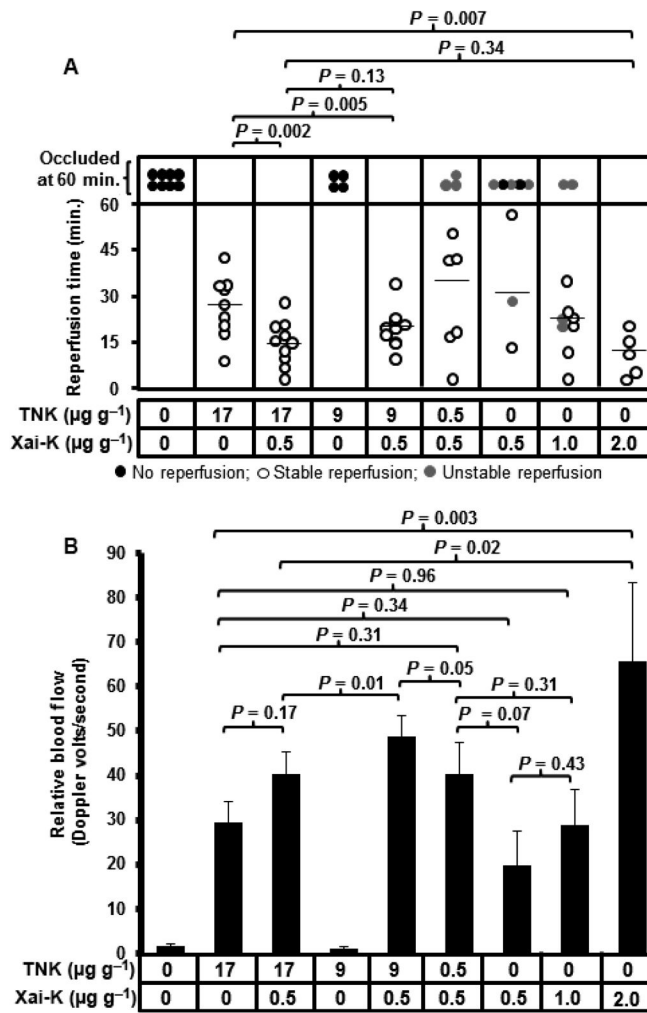 P = 0.007
A
P = 0.34
P = 0.13
P = 0.005
P = 0.002
Occluded
at 60 min.
Reperfusion time (min.)
60
45
30
15
0
TNK (µg g⁻¹) 0 17 17 9 9 0.5 0 0 0
Xai-K (µg g⁻¹) 0 0 0.5 0 0.5 0.5 0.5 1.0 2.0
No reperfusion; Stable reperfusion; Unstable reperfusion
B
P = 0.003
P = 0.02
P = 0.96
P = 0.34
P = 0.31
P = 0.05
P = 0.01
P = 0.31
P = 0.17
P = 0.07
P = 0.43
Relative blood flow
(Doppler volts/second)
90
80
70
60
50
40
30
20
10
0
TNK (µg g⁻¹) 0 17 17 9 9 0.5 0 0 0
Xai-K (µg g⁻¹) 0 0 0.5 0 0.5 0.5 0.5 1.0 2.0